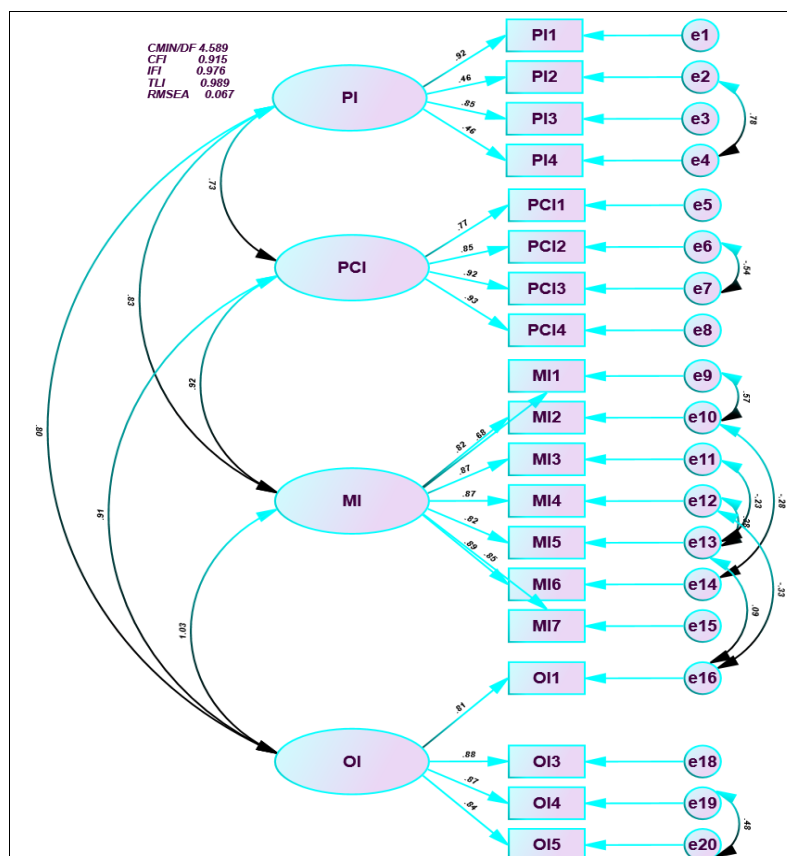 CMIN/DF 4.589
CFI 0.915
IFI 0.976
TLI 0.989
RMSEA 0.067
PI1 e1
.92
PI2 e2
.46
PI
.85
PI3 e3
.78
.46
PI4 e4
.73
PCI1 e5
.77
PCI2 e6
.85
PCI
.92
PCI3 e7
-.54
.93
PCI4 e8
.83
MI1 e9
.92
.57
MI2 e10
.80
.82 .68
MI3 e11
.87
MI
.87
MI4 e12
-.23
-.28
.91
.82
MI5 e13
.89 .85
MI6 e14
-.33
.09
MI7 e15
1.03
OI1 e16
.81
OI
.88
OI3 e18
.87
OI4 e19
.84
.48
OI5 e20